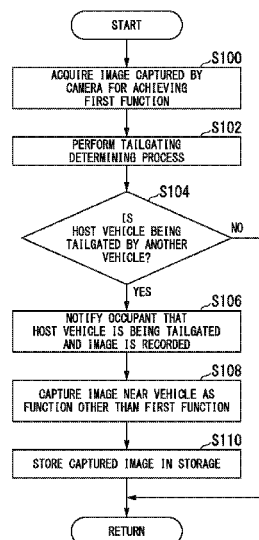 START
S100
ACQUIRE IMAGE CAPTURED BY
CAMERA FOR ACHIEVING
FIRST FUNCTION
S102
PERFORM TAILGATING
DETERMINING PROCESS
S104
IS
HOST VEHICLE BEING
TAILGATED BY ANOTHER
VEHICLE?
NO
YES
S106
NOTIFY OCCUPANT THAT
HOST VEHICLE IS BEING TAILGATED
AND IMAGE IS RECORDED
S108
CAPTURE IMAGE NEAR VEHICLE AS
FUNCTION OTHER THAN FIRST FUNCTION
S110
STORE CAPTURED IMAGE IN STORAGE
RETURN